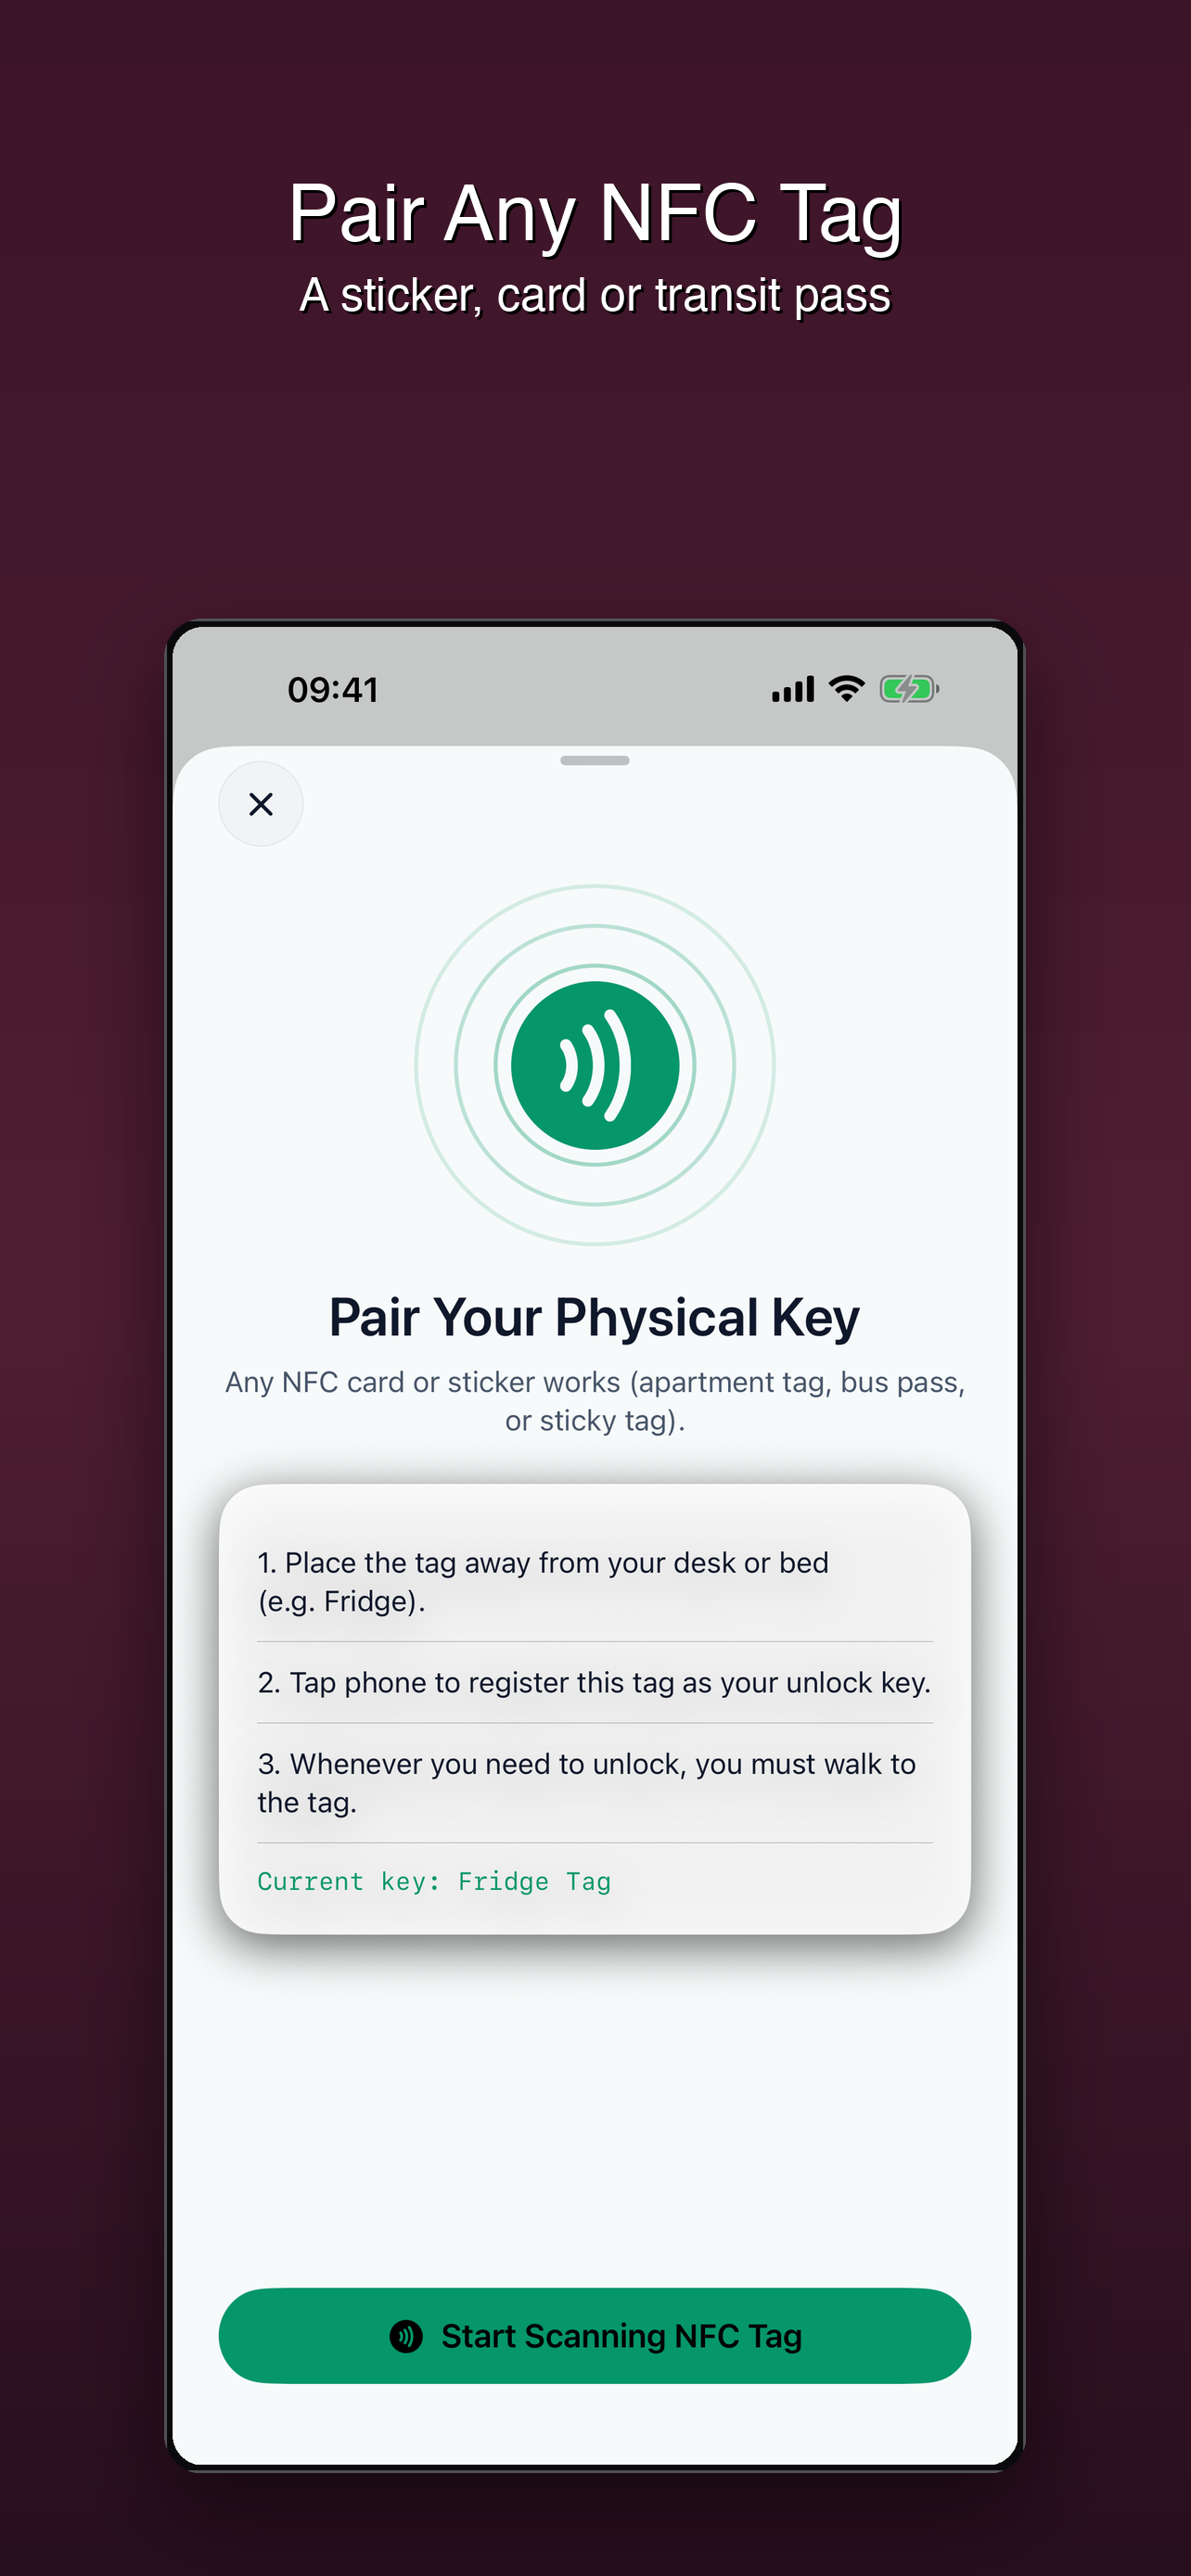 Pair Any NFC Tag
A sticker, card or transit pass
09:41
Pair Your Physical Key
Any NFC card or sticker works (apartment tag, bus pass,
or sticky tag).
1. Place the tag away from your desk or bed
(e.g. Fridge).
2. Tap phone to register this tag as your unlock key.
3. Whenever you need to unlock, you must walk to
the tag.
Current key: Fridge Tag
Start Scanning NFC Tag